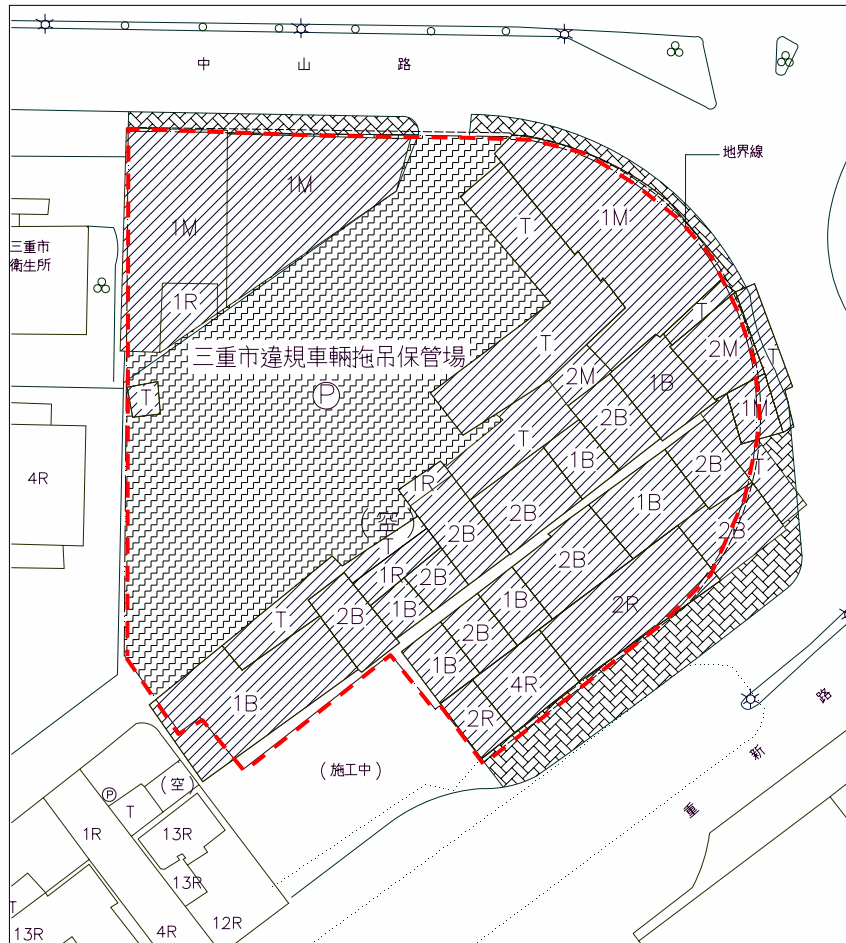 中 山 路
地界線
1M
1M
1M
T
三重市
衛生所
1R
T
2M
T
三重市違規車輛拖吊保管場
T
P
2M
1B
T
1M
2B
T
4R
1B
2B
T
1R
1B
2B
2B
2B
(空)
T
2B
1R
2B
1B
1B
2R
T
2B
2B
1B
4R
1B
2R
路
新
重
(施工中)
(空)
P
T
1R
13R
13R
12R
4R
T
13R